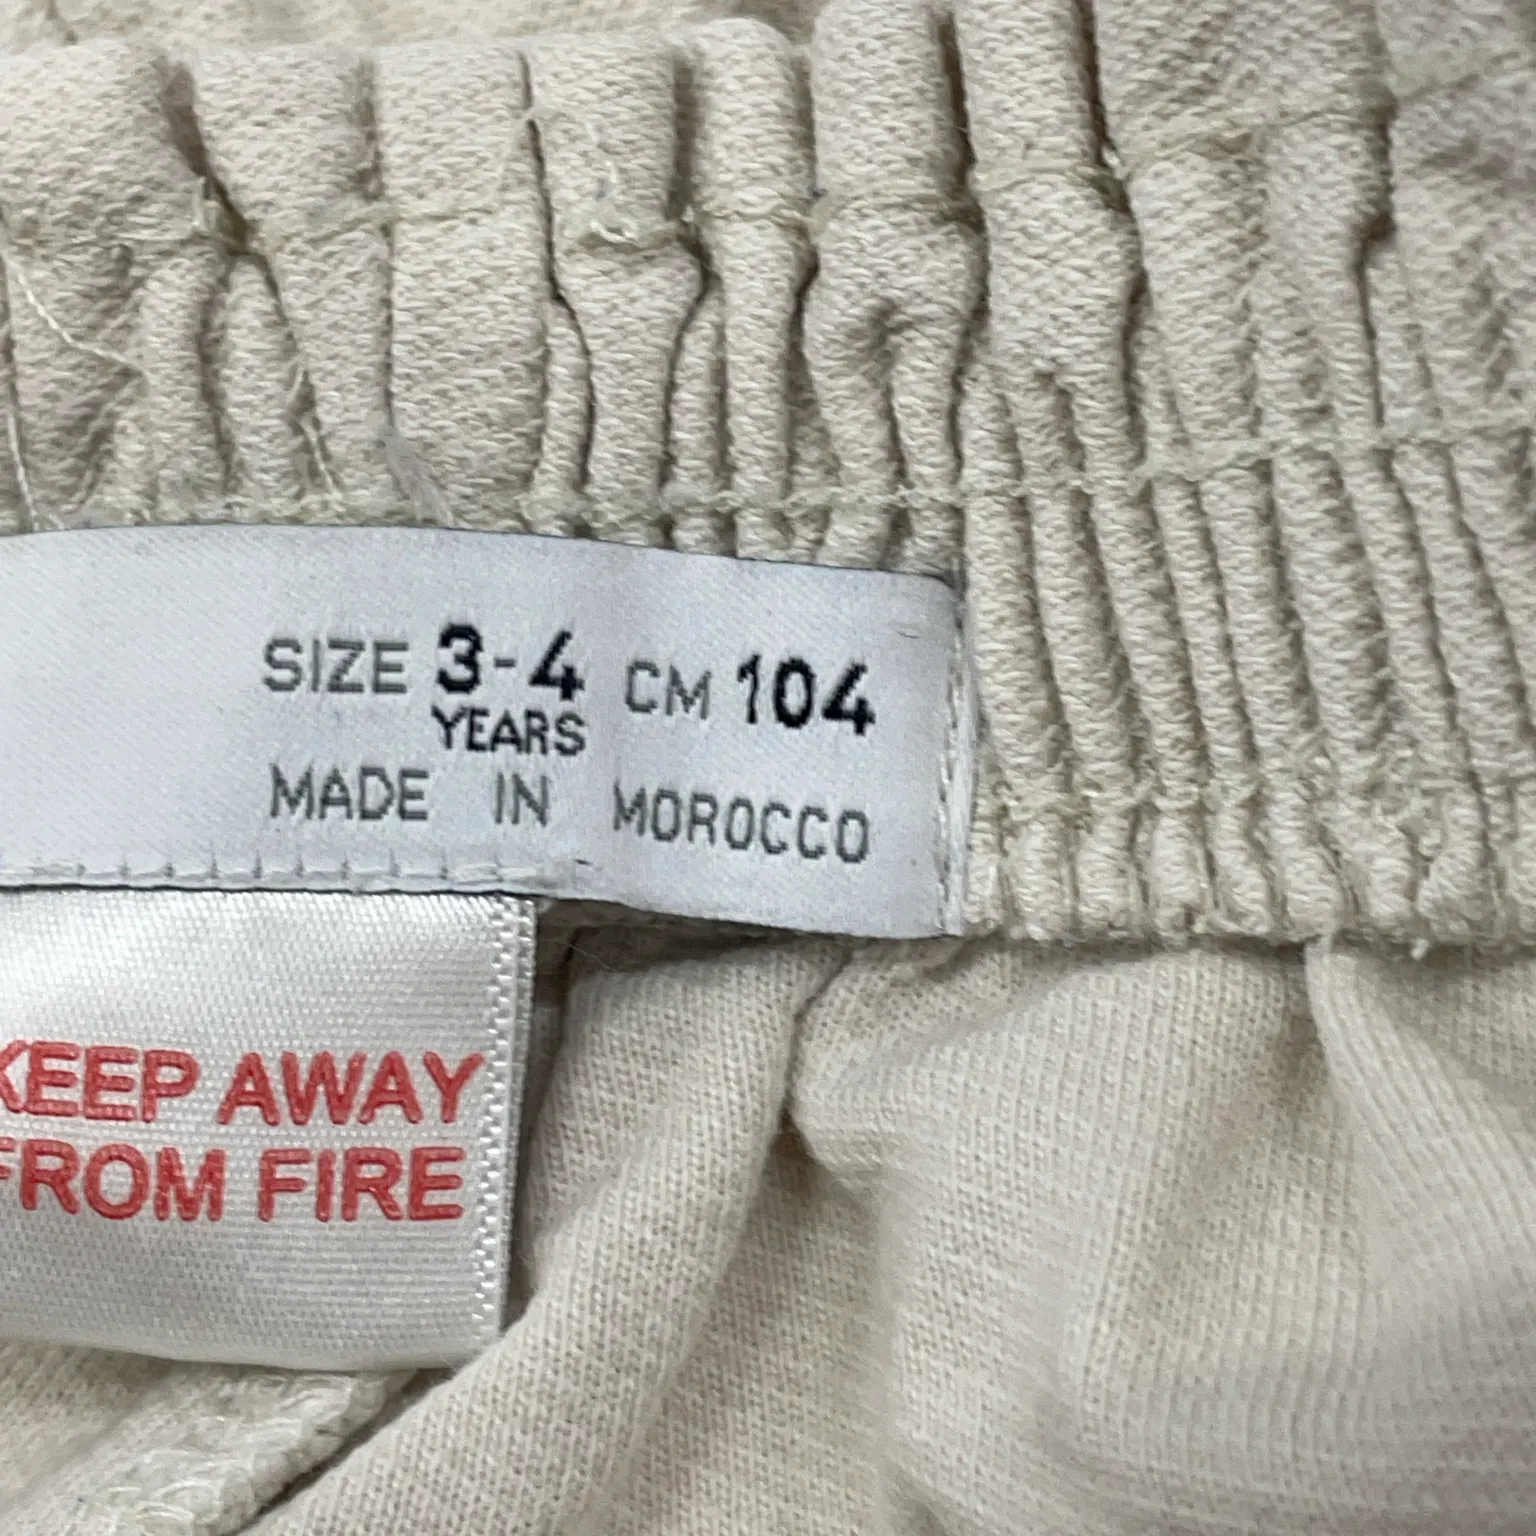 SIZE 3-4 CM 104
YEARS
MADE IN MOROCCO
KEEP AWAY
FROM FIRE